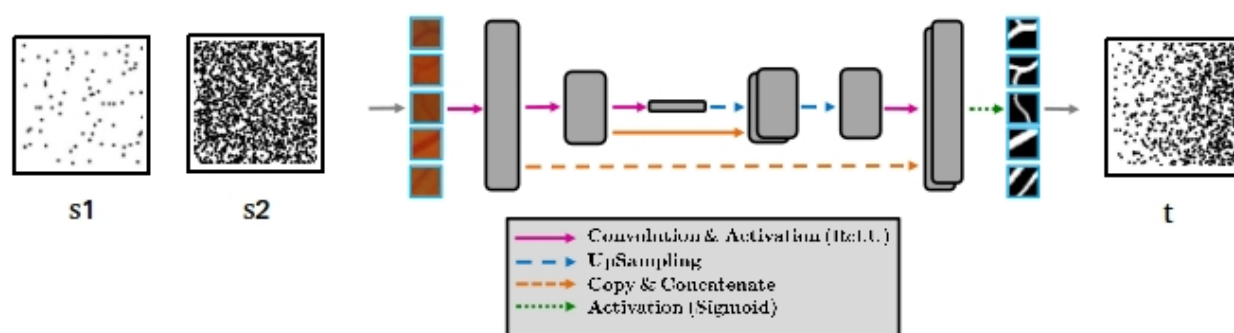 s1
s2
t
Convolution & Activation (ReLU)
UpSampling
Copy & Concatenate
Activation (Sigmoid)